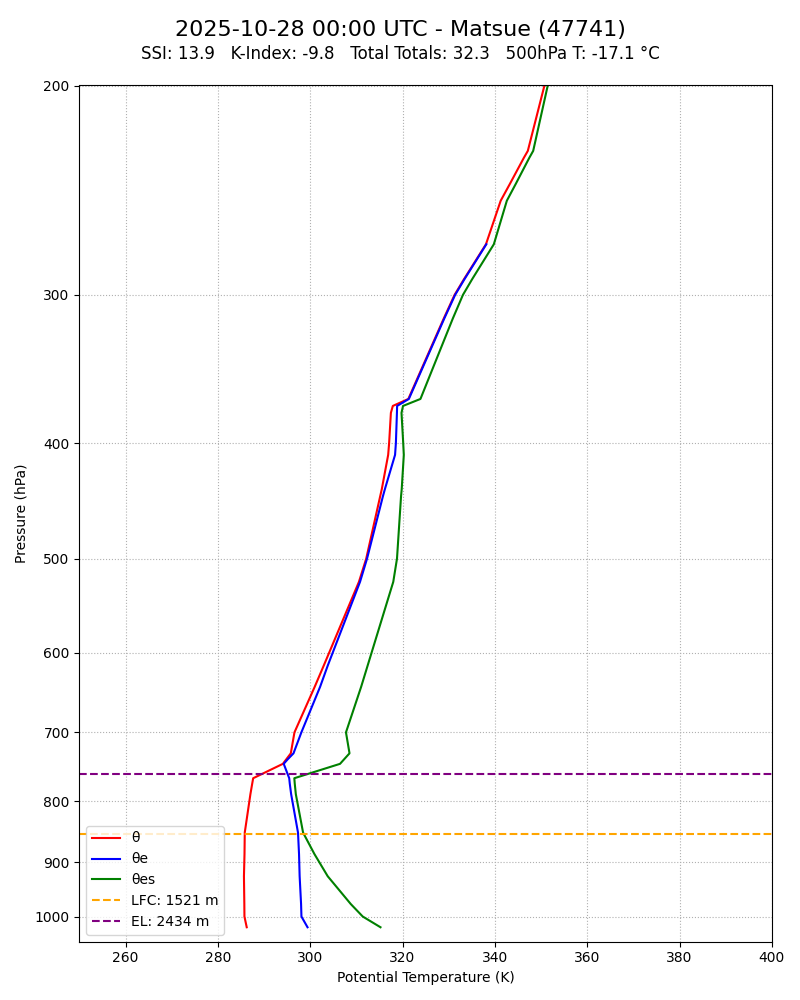 2025-10-28 00:00 UTC - Matsue (47741)
SSI: 13.9   K-Index: -9.8   Total Totals: 32.3   500hPa T: -17.1 °C
Pressure (hPa)
200
300
400
500
600
700
800
900
1000
θ
θe
θes
LFC: 1521 m
EL: 2434 m
260 280 300 320 340 360 380 400
Potential Temperature (K)